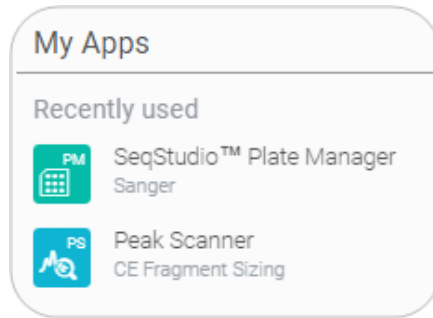 My Apps
Recently used
PM
SeqStudio™ Plate Manager
Sanger
PS
Peak Scanner
CE Fragment Sizing